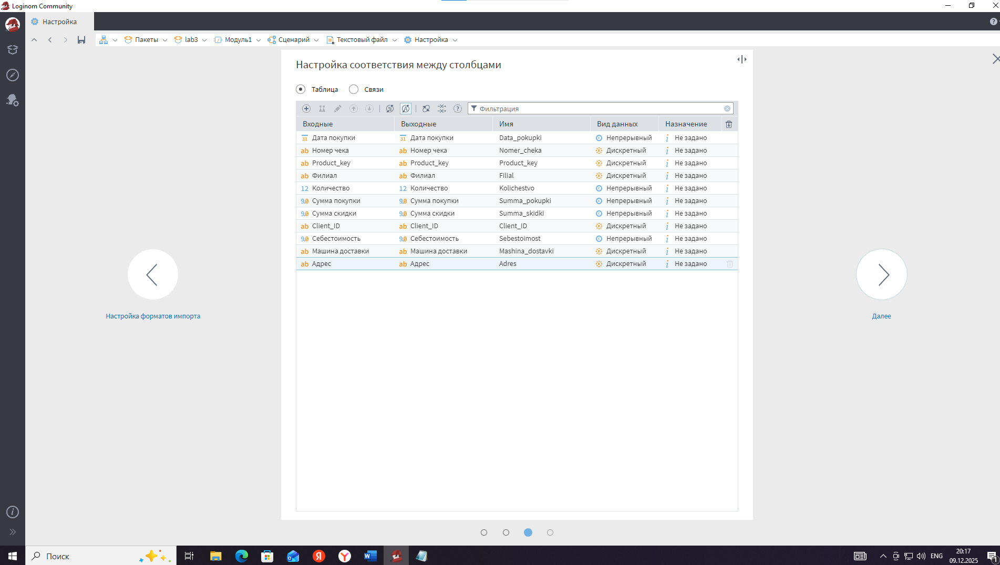 Loginom Community
Настройка
Пакеты lab3 Модуль1 Сценарий Текстовый файл Настройка
Настройка соответствия между столбцами
Таблица Связи
Фильтрация
Входные Выходные Имя Вид данных Назначение
31 Дата покупки 31 Дата покупки Data_pokupki Непрерывный Не задано
ab Номер чека ab Номер чека Nomer_cheka Дискретный Не задано
ab Product_key ab Product_key Product_key Дискретный Не задано
ab Филиал ab Филиал Filial Дискретный Не задано
12 Количество 12 Количество Kolichestvo Непрерывный Не задано
9.0 Сумма покупки 9.0 Сумма покупки Summa_pokupki Непрерывный Не задано
9.0 Сумма скидки 9.0 Сумма скидки Summa_skidki Непрерывный Не задано
ab Client_ID ab Client_ID Client_ID Дискретный Не задано
9.0 Себестоимость 9.0 Себестоимость Sebestoimost Непрерывный Не задано
ab Машина доставки ab Машина доставки Mashina_dostavki Дискретный Не задано
ab Адрес ab Адрес Adres Дискретный Не задано
Настройка форматов импорта
Далее
Поиск
ENG
20:17
09.12.2025
1